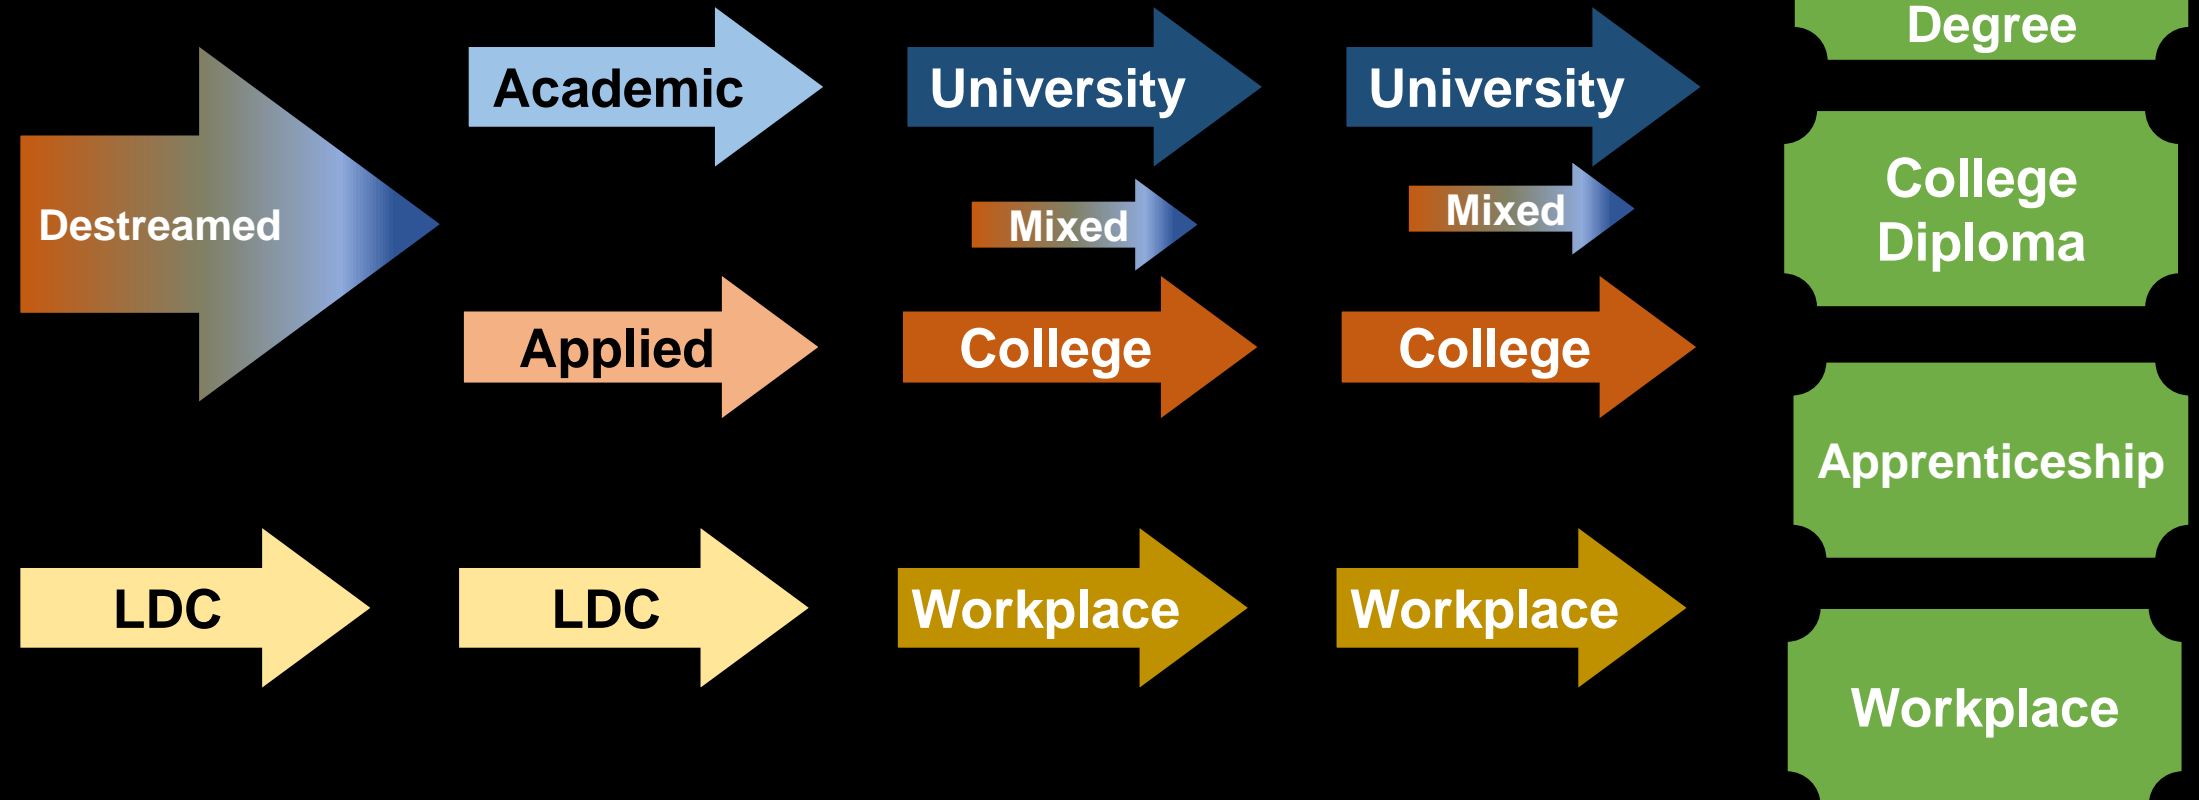 Destreamed
LDC
Academic
Applied
LDC
University
Mixed
College
Workplace
University
Mixed
College
Workplace
Degree
College
Diploma
Apprenticeship
Workplace